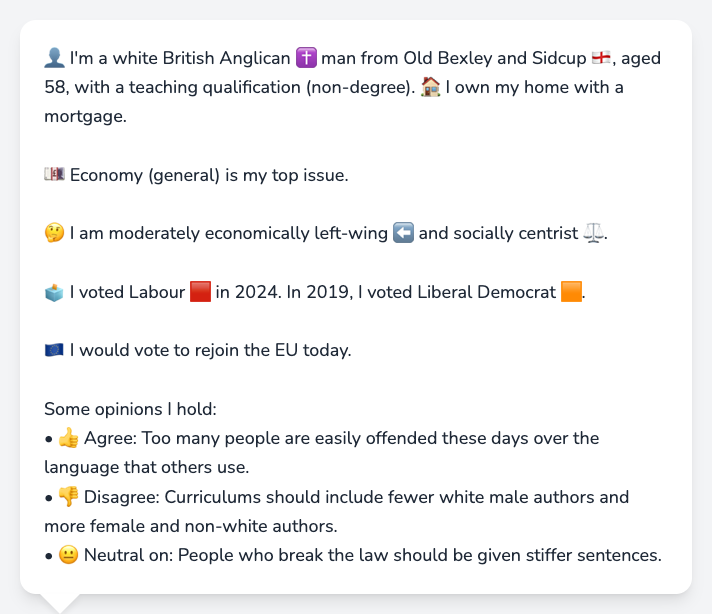 👤 I'm a white British Anglican ✝️ man from Old Bexley and Sidcup 🏴󠁧󠁢󠁥󠁮󠁧󠁿, aged
58, with a teaching qualification (non-degree). 🏠 I own my home with a
mortgage.
💷 Economy (general) is my top issue.
🤔 I am moderately economically left-wing ⬅️ and socially centrist ⚖️.
🗳️ I voted Labour 🟥 in 2024. In 2019, I voted Liberal Democrat 🟧.
🇪🇺 I would vote to rejoin the EU today.
Some opinions I hold:
• 👍 Agree: Too many people are easily offended these days over the
language that others use.
• 👎 Disagree: Curriculums should include fewer white male authors and
more female and non-white authors.
• 😐 Neutral on: People who break the law should be given stiffer sentences.